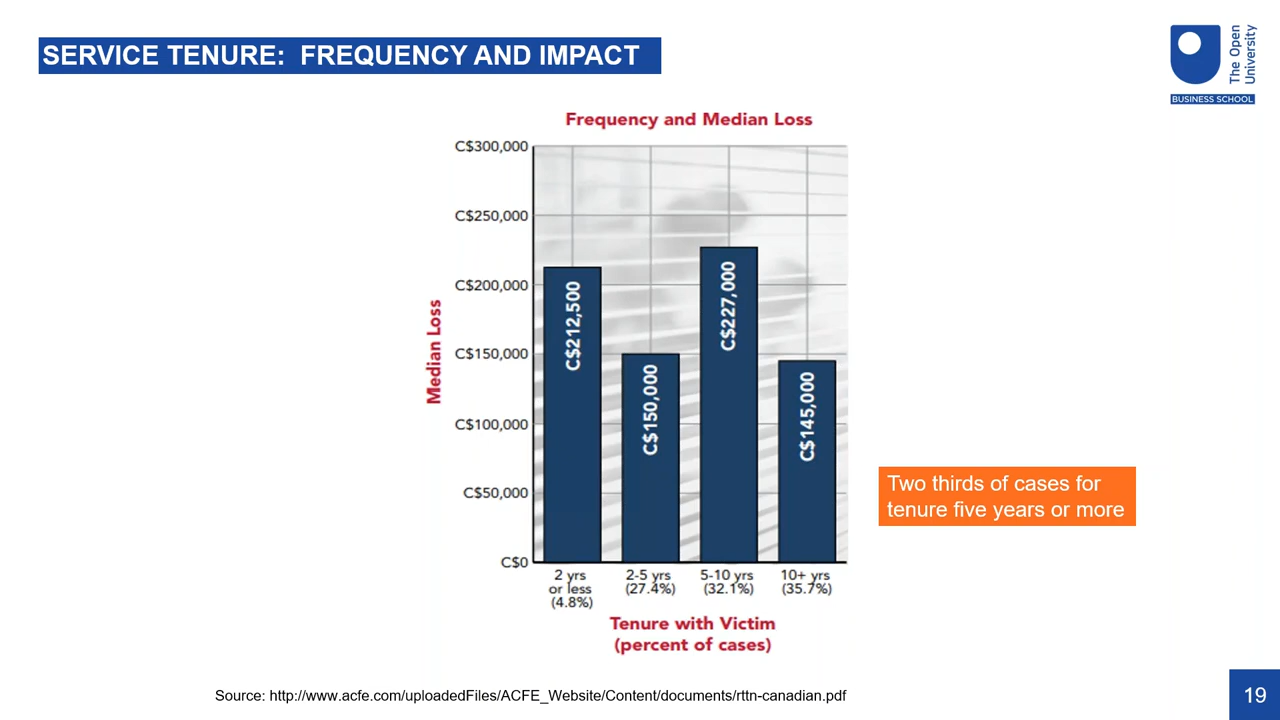 SERVICE TENURE: FREQUENCY AND IMPACT
The Open
University
BUSINESS SCHOOL
Frequency and Median Loss
C$300,000
C$250,000
C$200,000
C$150,000
C$100,000
C$50,000
C$0
Median Loss
C$212,500
C$150,000
C$227,000
C$145,000
2 yrs
or less
(4.8%)
2-5 yrs
(27.4%)
5-10 yrs
(32.1%)
10+ yrs
(35.7%)
Tenure with Victim
(percent of cases)
Two thirds of cases for
tenure five years or more
Source: http://www.acfe.com/uploadedFiles/ACFE_Website/Content/documents/rttn-canadian.pdf
19